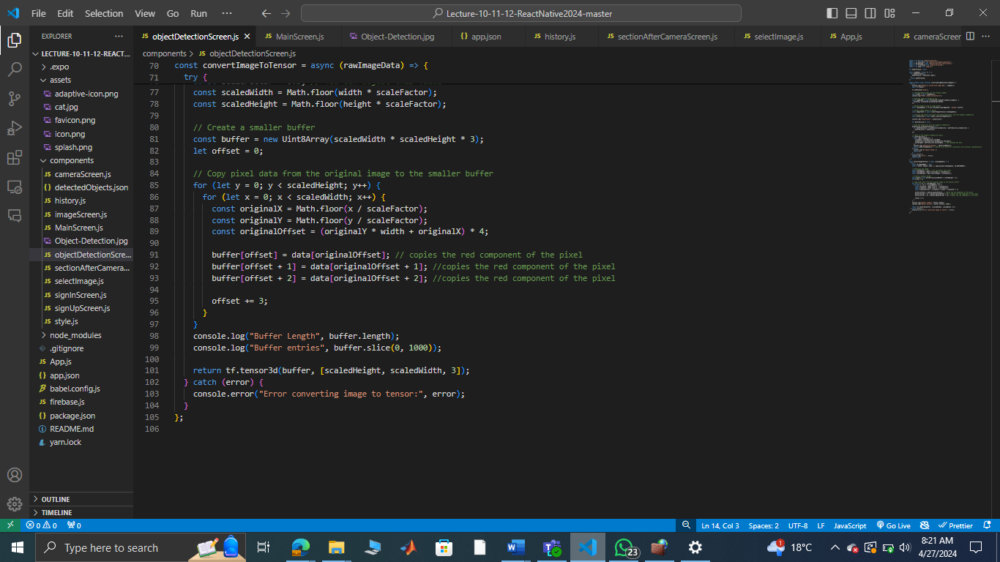 File Edit Selection View Go Run ··· Lecture-10-11-12-ReactNative2024-master
EXPLORER ···
LECTURE-10-11-12-REACT...
.expo
assets
adaptive-icon.png
cat.jpg
favicon.png
icon.png
splash.png
components
cameraScreen.js
detectedObjects.json
history.js
imageScreen.js
MainScreen.js
Object-Detection.jpg
objectDetectionScre...
sectionAfterCamera...
selectImage.js
signInScreen.js
signUpScreen.js
style.js
node_modules
.gitignore
App.js
app.json
babel.config.js
firebase.js
package.json
README.md
yarn.lock
OUTLINE
TIMELINE
objectDetectionScreen.js MainScreen.js Object-Detection.jpg app.json history.js sectionAfterCameraScreen.js selectImage.js App.js cameraScreen
components > JS objectDetectionScreen.js
70 const convertImageToTensor = async (rawImageData) => {
71 try {
77 const scaledWidth = Math.floor(width * scaleFactor);
78 const scaledHeight = Math.floor(height * scaleFactor);
79
80 // Create a smaller buffer
81 const buffer = new Uint8Array(scaledWidth * scaledHeight * 3);
82 let offset = 0;
83
84 // Copy pixel data from the original image to the smaller buffer
85 for (let y = 0; y < scaledHeight; y++) {
86 for (let x = 0; x < scaledWidth; x++) {
87 const originalX = Math.floor(x / scaleFactor);
88 const originalY = Math.floor(y / scaleFactor);
89 const originalOffset = (originalY * width + originalX) * 4;
90
91 buffer[offset] = data[originalOffset]; // copies the red component of the pixel
92 buffer[offset + 1] = data[originalOffset + 1]; //copies the red component of the pixel
93 buffer[offset + 2] = data[originalOffset + 2]; //copies the red component of the pixel
94
95 offset += 3;
96 }
97 }
98 console.log("Buffer Length", buffer.length);
99 console.log("Buffer entries", buffer.slice(0, 1000));
100
101 return tf.tensor3d(buffer, [scaledHeight, scaledWidth, 3]);
102 } catch (error) {
103 console.error("Error converting image to tensor:", error);
104 }
105 };
106
0 0 0 Ln 14, Col 3 Spaces: 2 UTF-8 LF JavaScript Go Live Prettier
Type here to search 23 1 18°C 8:21 AM
4/27/2024